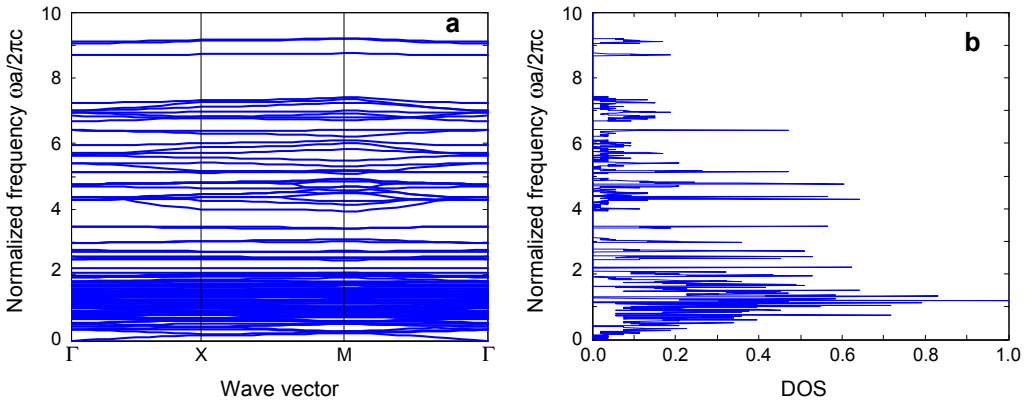 a
Normalized frequency ωa/2πc
10
8
6
4
2
0
Γ
X
M
Γ
Wave vector
b
Normalized frequency ωa/2πc
10
8
6
4
2
0
0.0
0.2
0.4
0.6
0.8
1.0
DOS